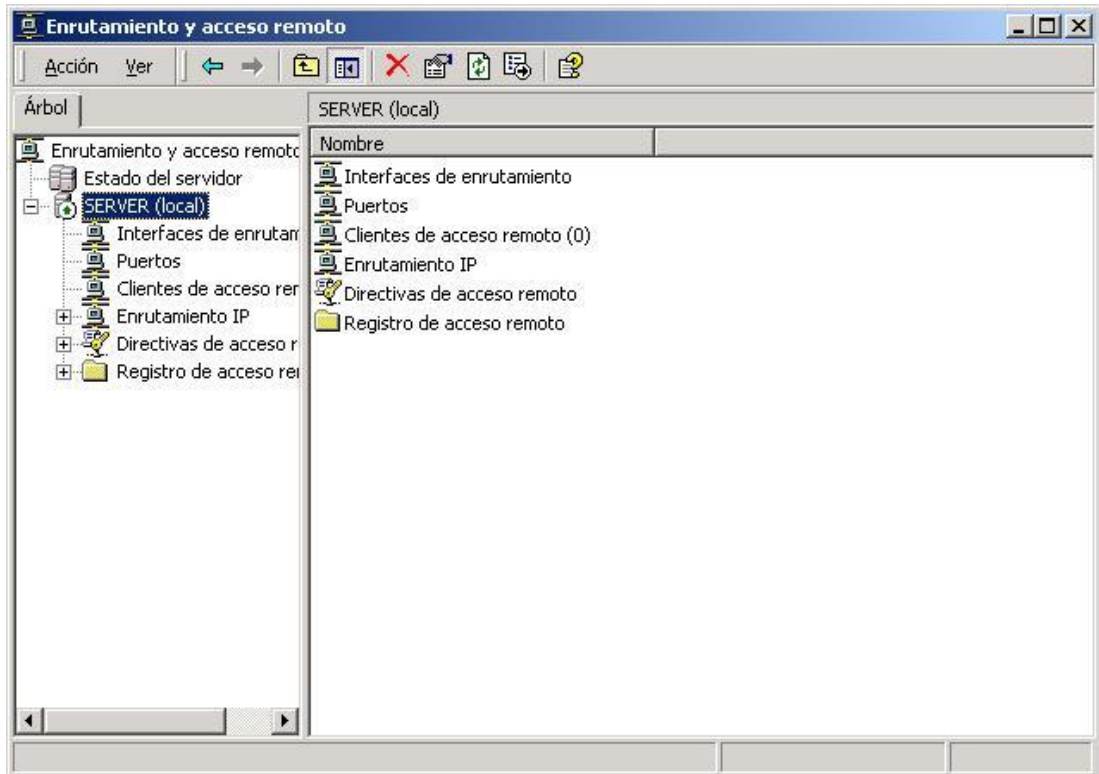 Enrutamiento y acceso remoto
Acción Ver
Árbol
SERVER (local)
Enrutamiento y acceso remoto
Estado del servidor
SERVER (local)
Interfaces de enrutam
Puertos
Clientes de acceso rer
Enrutamiento IP
Directivas de acceso r
Registro de acceso rei
Nombre
Interfaces de enrutamiento
Puertos
Clientes de acceso remoto (0)
Enrutamiento IP
Directivas de acceso remoto
Registro de acceso remoto